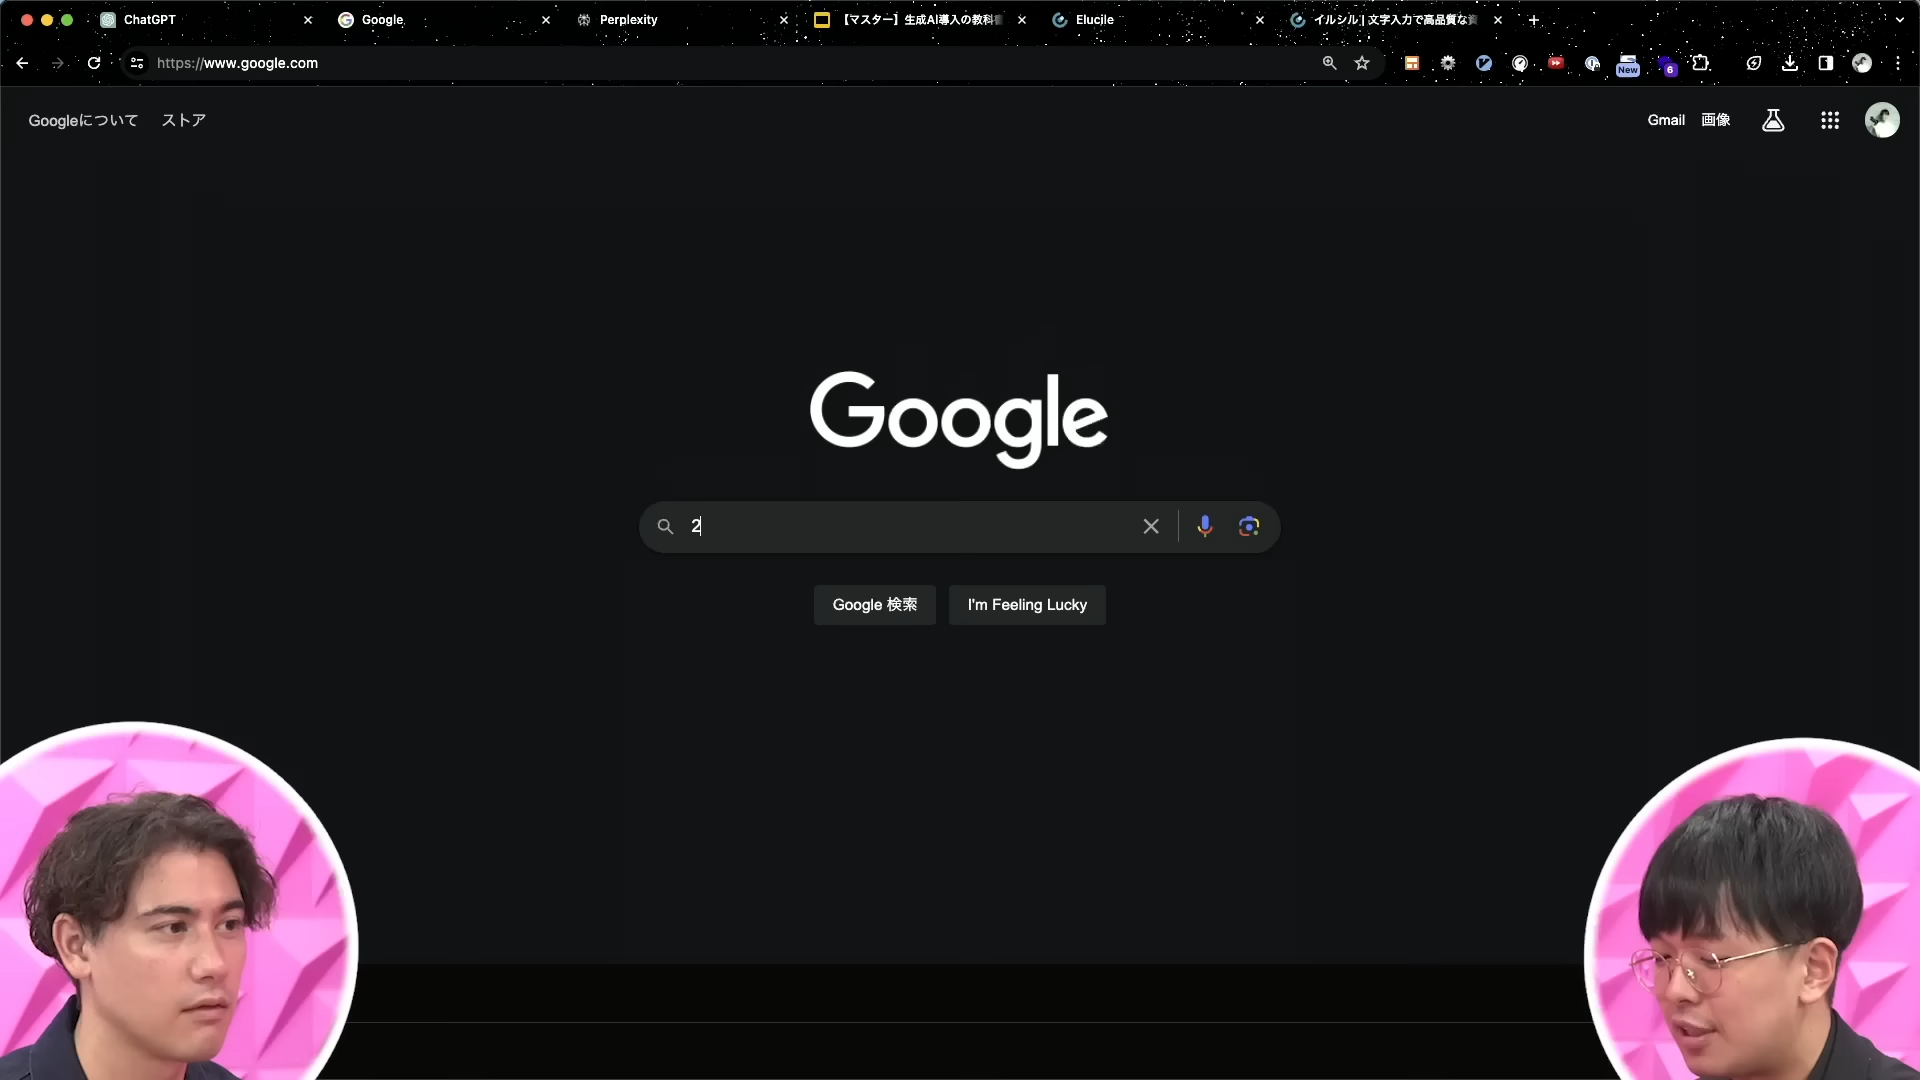 ChatGPT
Google
Perplexity
【マスター】生成AI導入の教科
Elucile
イルシル | 文字入力で高品質な
https://www.google.com
New
6
Googleについて
ストア
Gmail
画像
Google
2
Google 検索
I'm Feeling Lucky